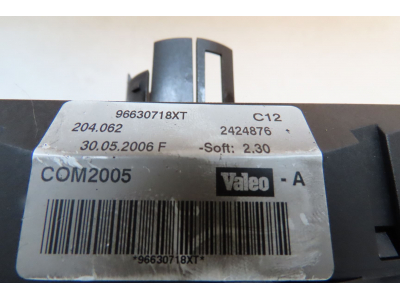 96630718XT C12
204.062 2424876
30.05.2006 F -Soft: 2.30
COM2005 Valeo - A
*96630718XT*